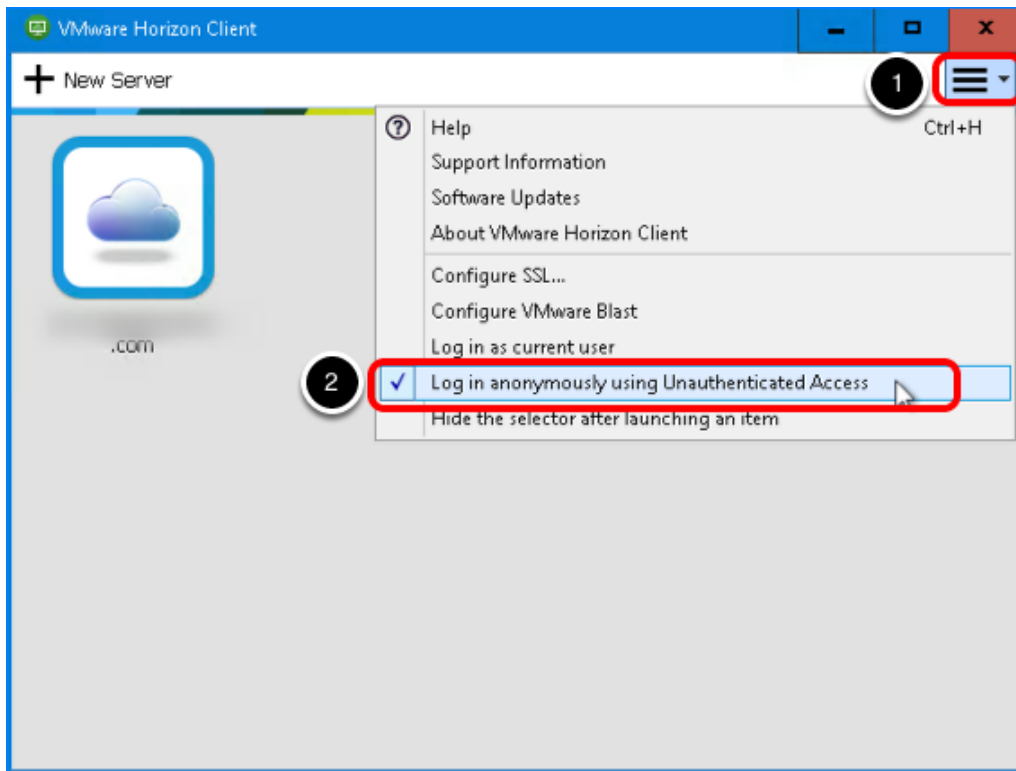 VMware Horizon Client
New Server
1
Help Ctrl+H
Support Information
Software Updates
About VMware Horizon Client
Configure SSL...
Configure VMware Blast
Log in as current user
2
Log in anonymously using Unauthenticated Access
Hide the selector after launching an item
.com